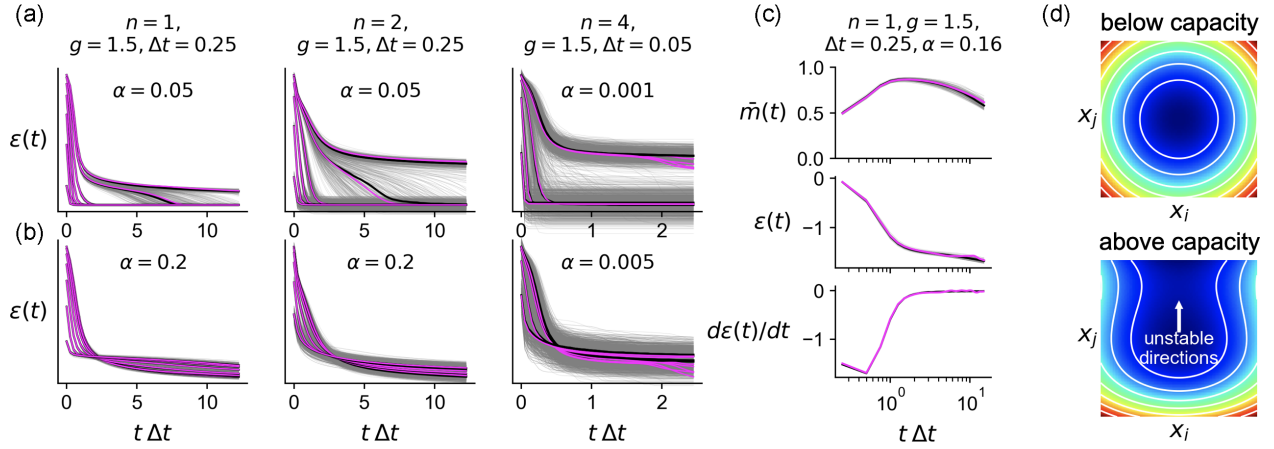 (a)
n = 1,
g = 1.5, Δt = 0.25
n = 2,
g = 1.5, Δt = 0.25
n = 4,
g = 1.5, Δt = 0.05
α = 0.05
α = 0.05
α = 0.001
ε(t)
0 5 10
0 5 10
0 1 2
(b)
α = 0.2
α = 0.2
α = 0.005
ε(t)
0 5 10
0 5 10
0 1 2
t Δt
t Δt
t Δt
(c)
n = 1, g = 1.5,
Δt = 0.25, α = 0.16
1.0
m̄(t)
0.5
0.0
0
ε(t)
−1
0
dε(t)/dt
−1
10⁰ 10¹
t Δt
(d)
below capacity
x_j
x_i
above capacity
x_j
unstable
directions
x_i